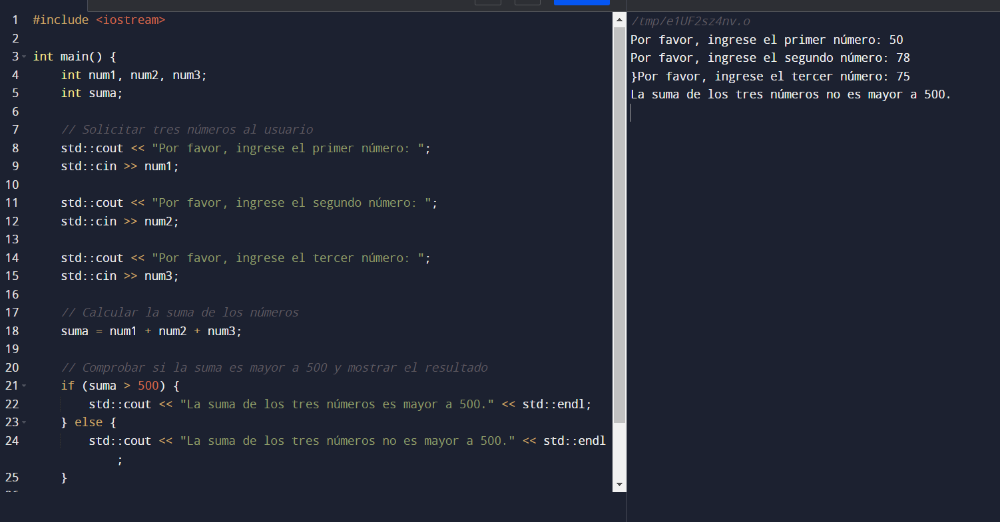 1 #include <iostream>
2
3 int main() {
4     int num1, num2, num3;
5     int suma;
6
7     // Solicitar tres números al usuario
8     std::cout << "Por favor, ingrese el primer número: ";
9     std::cin >> num1;
10
11     std::cout << "Por favor, ingrese el segundo número: ";
12     std::cin >> num2;
13
14     std::cout << "Por favor, ingrese el tercer número: ";
15     std::cin >> num3;
16
17     // Calcular la suma de los números
18     suma = num1 + num2 + num3;
19
20     // Comprobar si la suma es mayor a 500 y mostrar el resultado
21     if (suma > 500) {
22         std::cout << "La suma de los tres números es mayor a 500." << std::endl;
23     } else {
24         std::cout << "La suma de los tres números no es mayor a 500." << std::endl
;
25     }
/tmp/e1UF2sz4nv.o
Por favor, ingrese el primer número: 50
Por favor, ingrese el segundo número: 78
}Por favor, ingrese el tercer número: 75
La suma de los tres números no es mayor a 500.